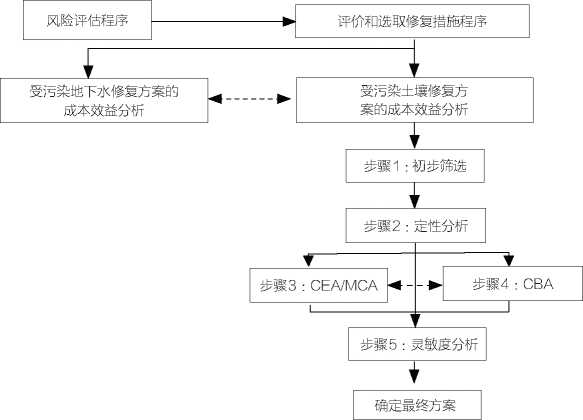 风险评估程序
评价和选取修复措施程序
受污染地下水修复方案的
成本效益分析
受污染土壤修复方
案的成本效益分析
步骤1：初步筛选
步骤2：定性分析
步骤3：CEA/MCA
步骤4：CBA
步骤5：灵敏度分析
确定最终方案